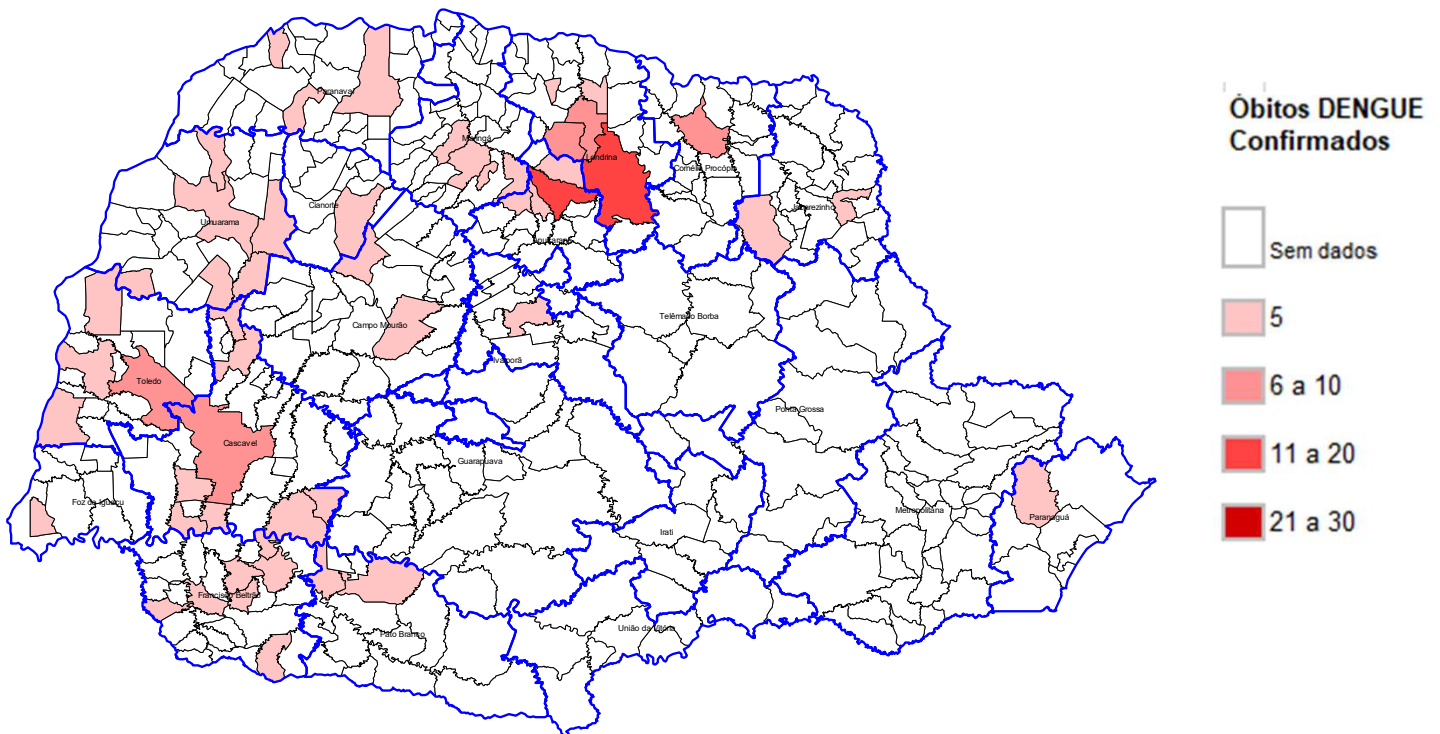 Óbitos DENGUE
Confirmados
Sem dados
5
6 a 10
11 a 20
21 a 30
Paranavaí
Maringá
Londrina
Cornélio Procópio
Jacarezinho
Umuarama
Cianorte
Apucarana
Campo Mourão
Telêmaco Borba
Ivaiporã
Toledo
Cascavel
Ponta Grossa
Guarapuava
Foz do Iguaçu
Metropolitana
Paranaguá
Irati
Francisco Beltrão
Pato Branco
União da Vitória